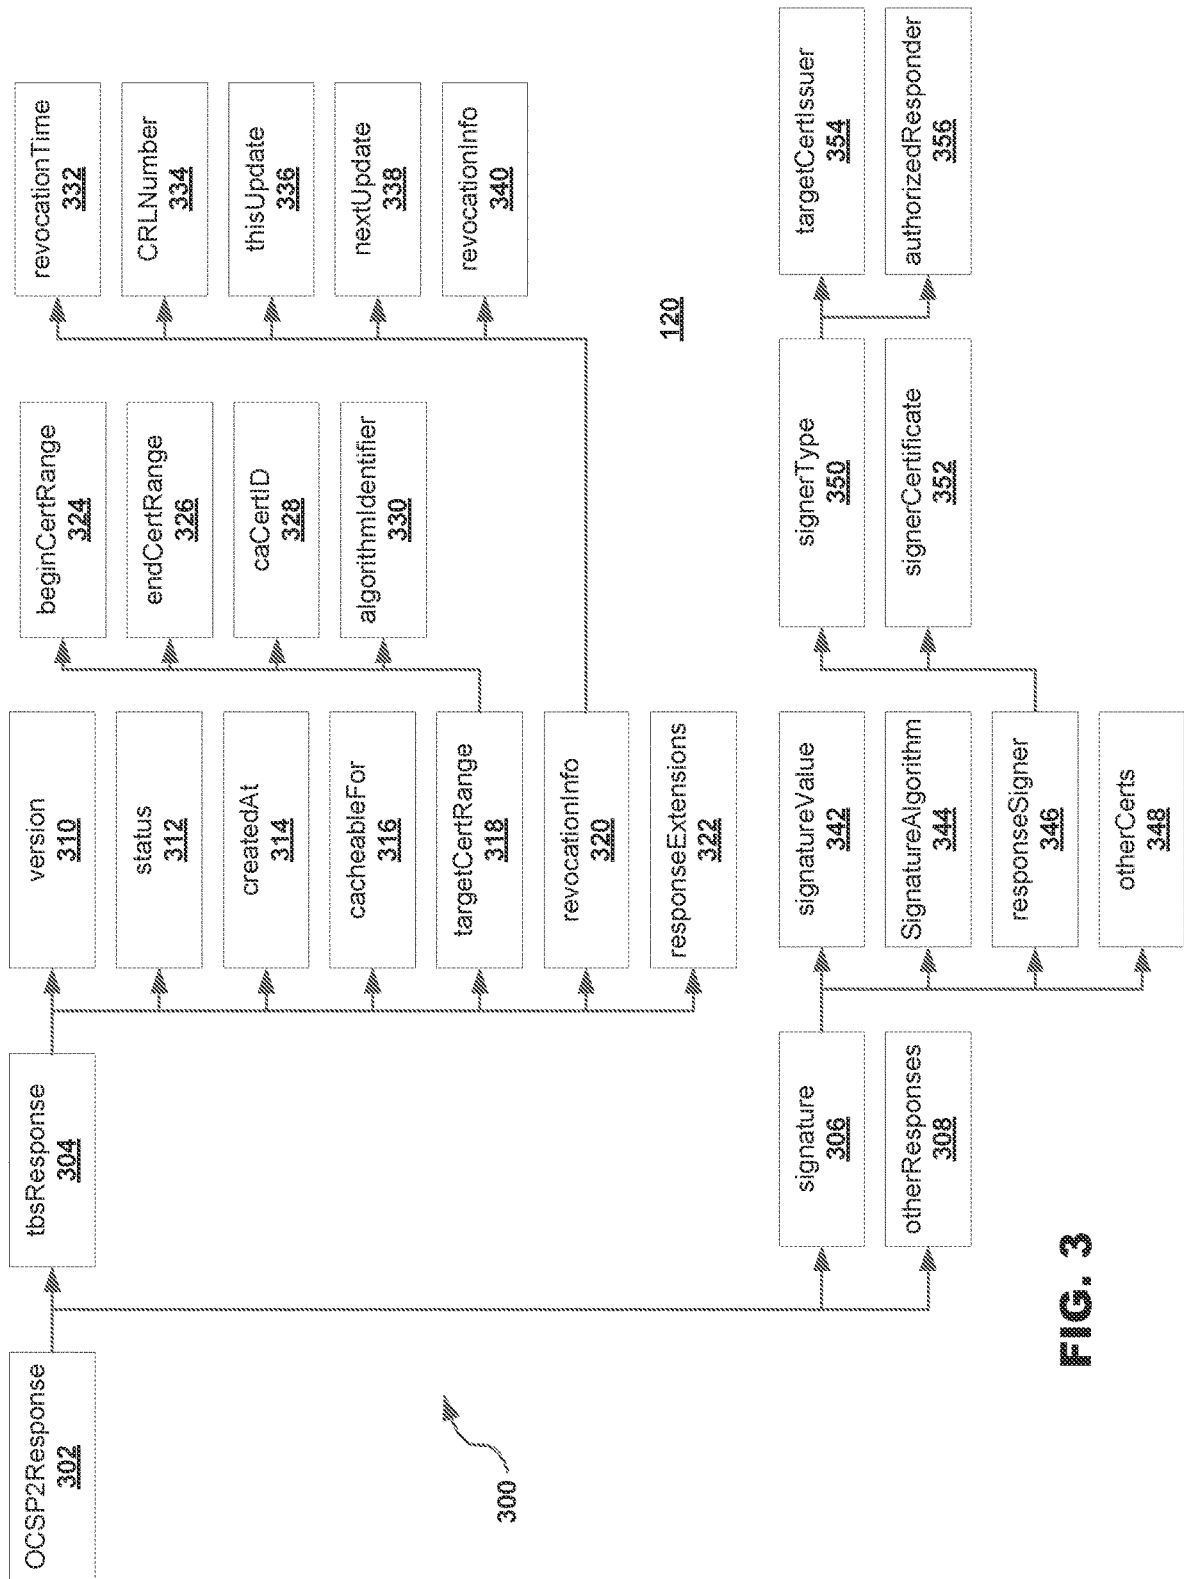 OCSP2Response
302
tbsResponse
304
version
310
status
312
createdAt
314
cacheableFor
316
targetCertRange
318
revocationInfo
320
responseExtensions
322
beginCertRange
324
endCertRange
326
caCertID
328
algorithmIdentifier
330
revocationTime
332
CRLNumber
334
thisUpdate
336
nextUpdate
338
revocationInfo
340
120
300
signature
306
otherResponses
308
signatureValue
342
SignatureAlgorithm
344
responseSigner
346
otherCerts
348
signerType
350
signerCertificate
352
targetCertIssuer
354
authorizedResponder
356
FIG. 3